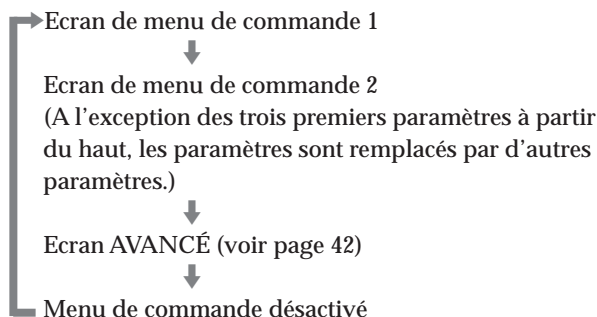 Ecran de menu de commande 1
Ecran de menu de commande 2
(A l'exception des trois premiers paramètres à partir
du haut, les paramètres sont remplacés par d'autres
paramètres.)
Ecran AVANCÉ (voir page 42)
Menu de commande désactivé